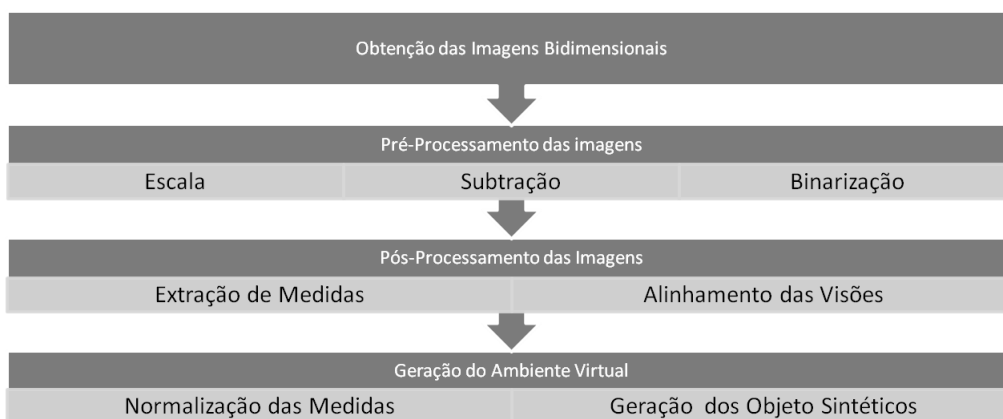 Obtenção das Imagens Bidimensionais
Pré-Processamento das imagens
Escala
Subtração
Binarização
Pós-Processamento das Imagens
Extração de Medidas
Alinhamento das Visões
Geração do Ambiente Virtual
Normalização das Medidas
Geração dos Objeto Sintéticos